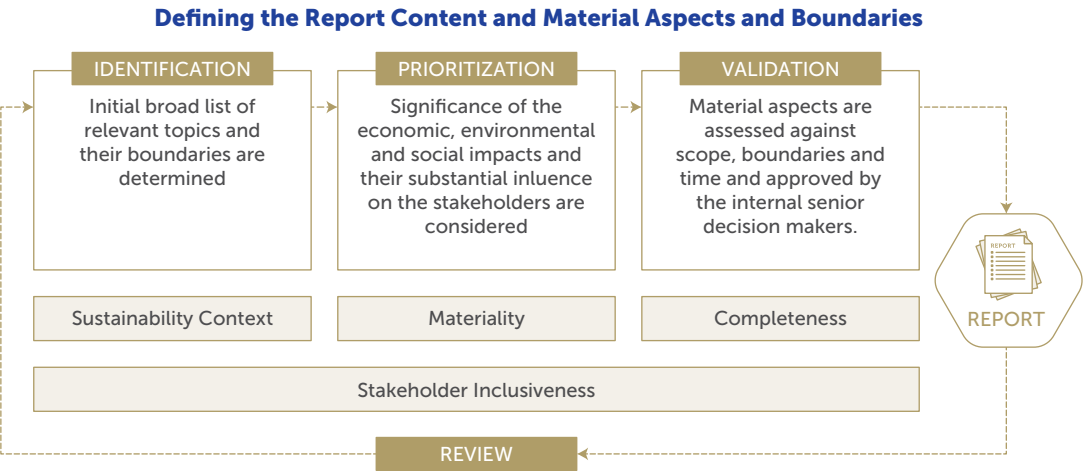 Defining the Report Content and Material Aspects and Boundaries
IDENTIFICATION
Initial broad list of
relevant topics and
their boundaries are
determined
PRIORITIZATION
Significance of the
economic, environmental
and social impacts and
their substantial inluence
on the stakeholders are
considered
VALIDATION
Material aspects are
assessed against
scope, boundaries and
time and approved by
the internal senior
decision makers.
REPORT
REPORT
Sustainability Context
Materiality
Completeness
Stakeholder Inclusiveness
REVIEW